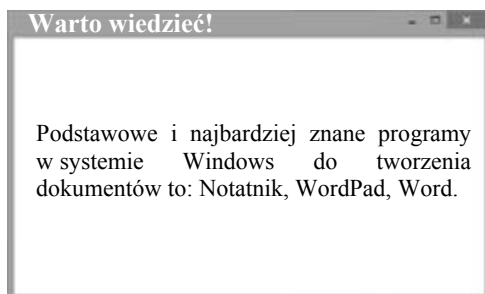 Warto wiedzieć!
Podstawowe i najbardziej znane programy
w systemie Windows do tworzenia
dokumentów to: Notatnik, WordPad, Word.